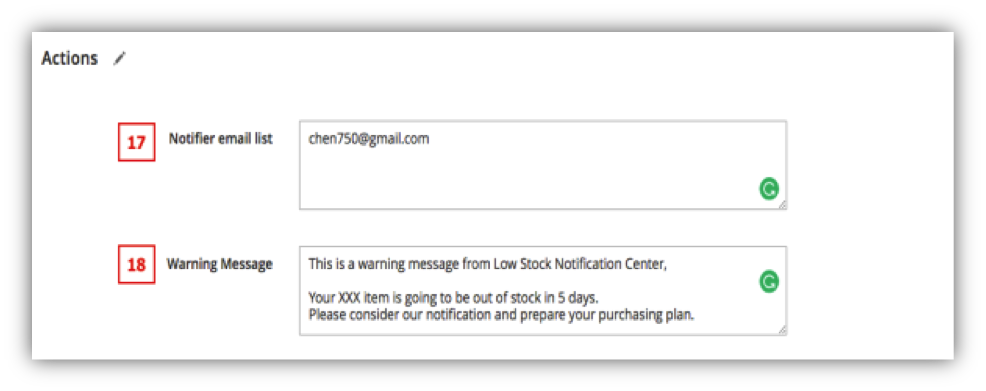 Actions
17 Notifier email list chen750@gmail.com
18 Warning Message This is a warning message from Low Stock Notification Center,
Your XXX item is going to be out of stock in 5 days.
Please consider our notification and prepare your purchasing plan.